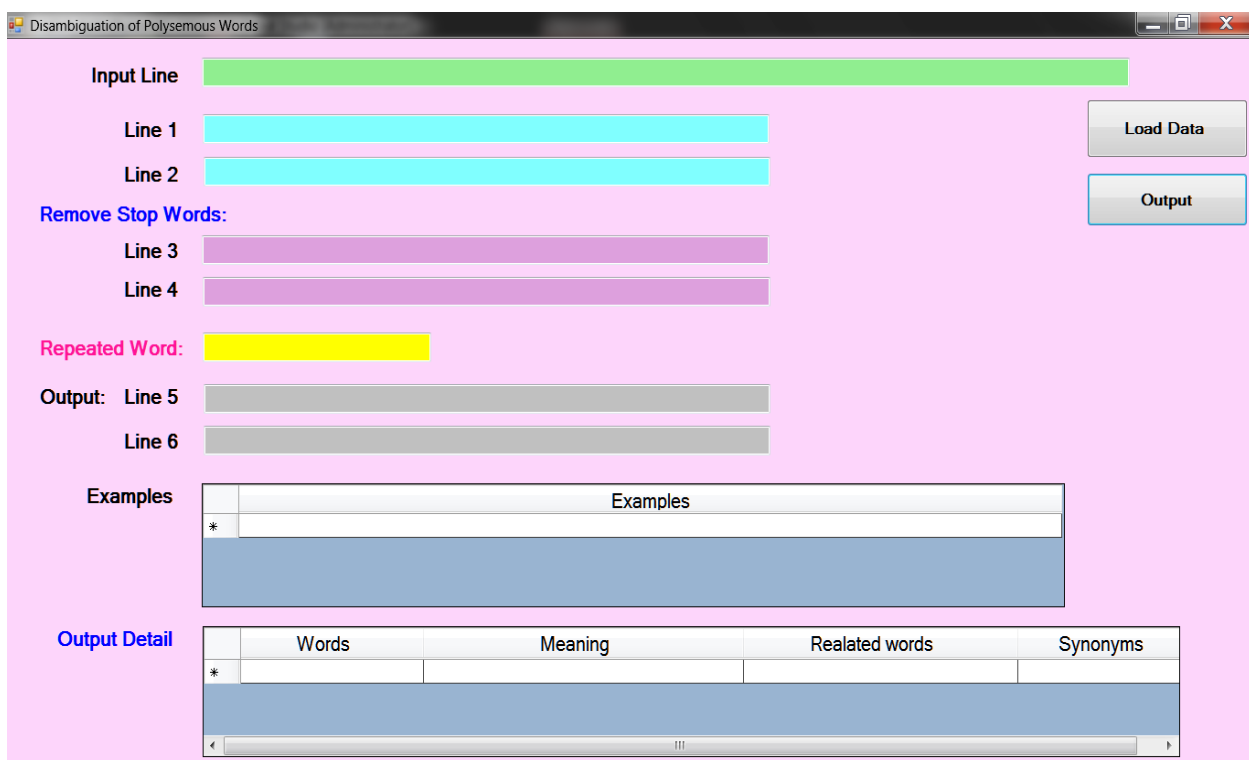 Disambiguation of Polysemous Words
Input Line
Line 1
Load Data
Line 2
Output
Remove Stop Words:
Line 3
Line 4
Repeated Word:
Output: Line 5
Line 6
Examples
Examples
*
Output Detail
Words Meaning Realated words Synonyms
*